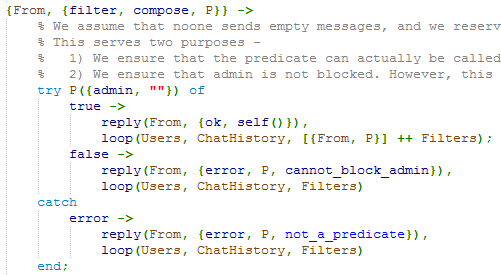 {From, {filter, compose, P}} ->
% We assume that noone sends empty messages, and we reserv
% This serves two purposes -
%   1) We ensure that the predicate can actually be called
%   2) We ensure that admin is not blocked. However, this
try P({admin, ""}) of
true ->
reply(From, {ok, self()}),
loop(Users, ChatHistory, [{From, P}] ++ Filters);
false ->
reply(From, {error, P, cannot_block_admin}),
loop(Users, ChatHistory, Filters)
catch
error ->
reply(From, {error, P, not_a_predicate}),
loop(Users, ChatHistory, Filters)
end;